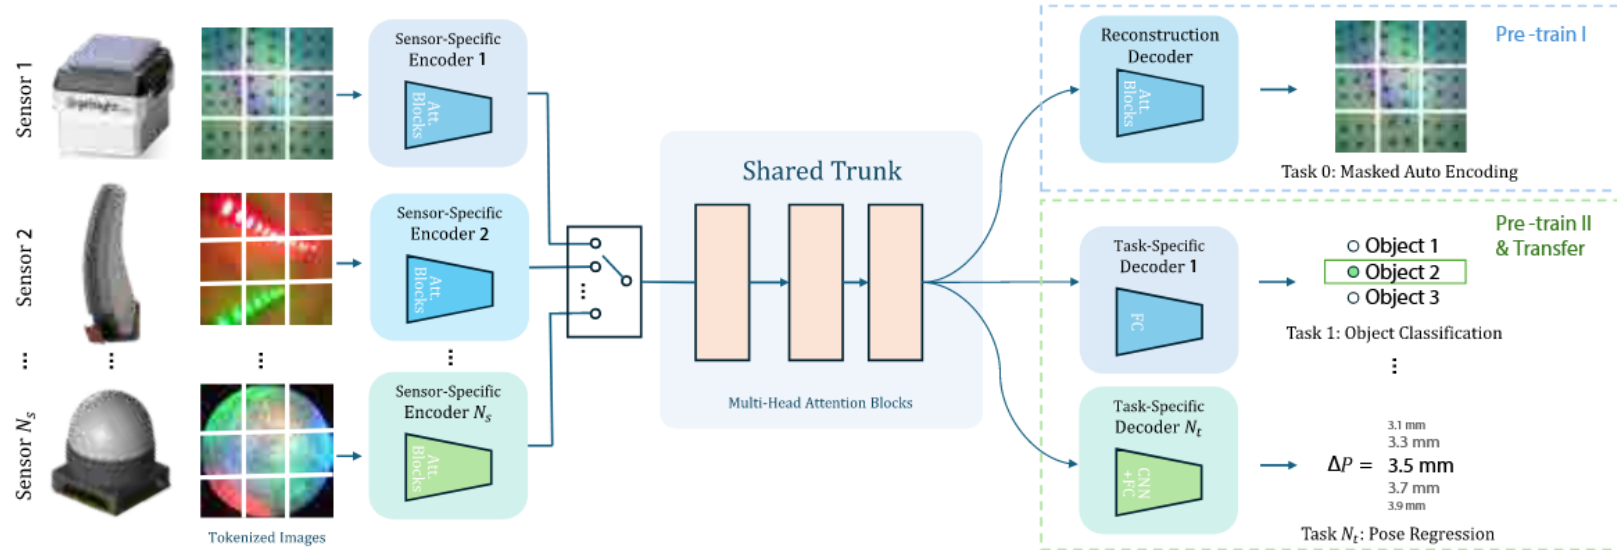 Sensor 1
Sensor-Specific
Encoder 1
Att.
Blocks
Sensor 2
Sensor-Specific
Encoder 2
Att.
Blocks
...
...
...
...
Sensor Nₛ
Sensor-Specific
Encoder Nₛ
Att.
Blocks
Tokenized Images
...
Shared Trunk
Multi-Head Attention Blocks
Pre-train I
Reconstruction
Decoder
Att.
Blocks
Task 0: Masked Auto Encoding
Pre-train II
& Transfer
Task-Specific
Decoder 1
FC
Object 1
Object 2
Object 3
Task 1: Object Classification
...
Task-Specific
Decoder Nₜ
CNN
+FC
3.1 mm
3.3 mm
ΔP = 3.5 mm
3.7 mm
3.9 mm
Task Nₜ: Pose Regression